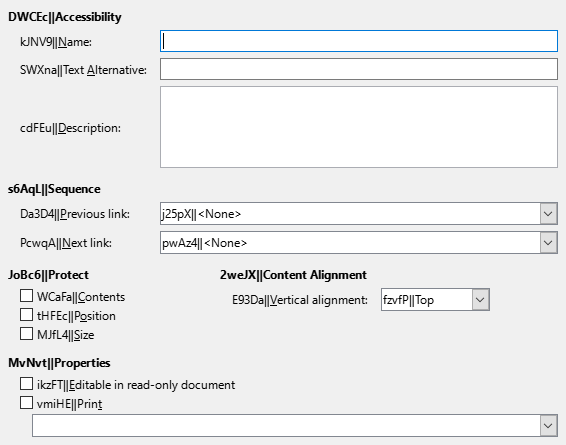 DWCEc||Accessibility
kJNV9||Name:
SWXna||Text Alternative:
cdFEu||Description:
s6AqL||Sequence
Da3D4||Previous link: j25pX||<None>
PcwqA||Next link: pwAz4||<None>
JoBc6||Protect 2weJX||Content Alignment
WCaFa||Contents E93Da||Vertical alignment: fzvfP||Top
tHFEc||Position
MJfL4||Size
MvNvt||Properties
ikzFT||Editable in read-only document
vmiHE||Print